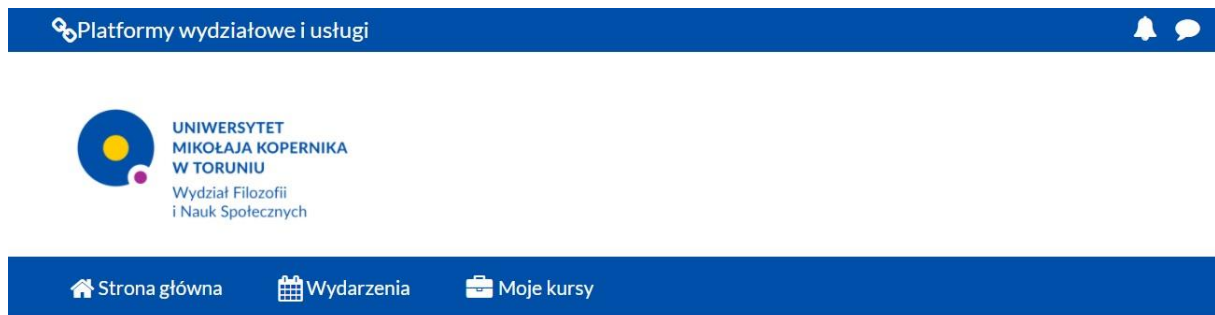 Platformy wydziałowe i usługi
UNIWERSYTET
MIKOŁAJA KOPERNIKA
W TORUNIU
Wydział Filozofii
i Nauk Społecznych
Strona główna Wydarzenia Moje kursy